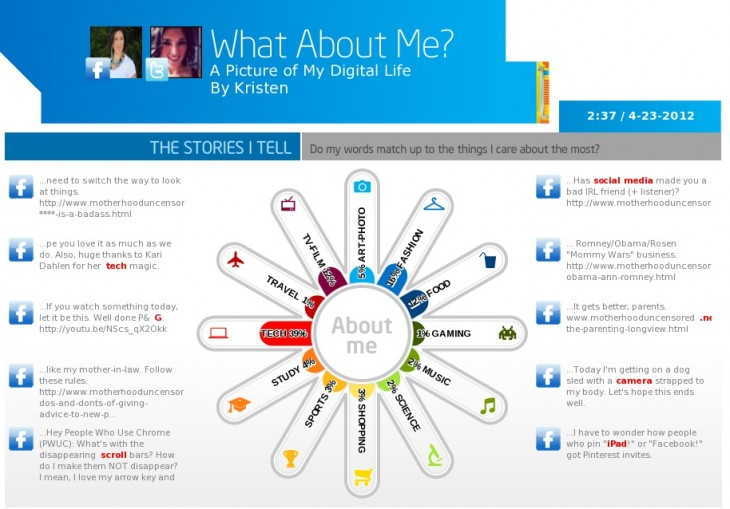 What About Me?
A Picture of My Digital Life
By Kristen
2:37 / 4-23-2012
THE STORIES I TELL
Do my words match up to the things I care about the most?
...need to switch the way to look
at things.
http://www.motherhooduncensor
****-is-a-badass.html
...pe you love it as much as we
do. Also, huge thanks to Kari
Dahlen for her tech magic.
...If you watch something today,
let it be this. Well done P& G.
http://youtu.be/NScs_qX2Okk
...like my mother-in-law. Follow
these rules:
http://www.motherhooduncensor
dos-and-donts-of-giving-
advice-to-new-p...
...Hey People Who Use Chrome
(PWUC): What's with the
disappearing scroll bars? How
do I make them NOT disappear?
I mean, I love my arrow key and
About
me
5% ART-PHOTO
16% FASHION
12% FOOD
1% GAMING
2% MUSIC
2% SCIENCE
3% SHOPPING
SPORTS 3%
STUDY 4%
TECH 39%
TRAVEL 1%
TV-FILM 12%
...Has social media made you a
bad IRL friend (+ listener)?
http://www.motherhooduncensor
... Romney/Obama/Rosen
"Mommy Wars" business.
http://www.motherhooduncensor
obama-ann-romney.html
...It gets better, parents.
www.motherhooduncensored .ne
the-parenting-longview.html
...Today I'm getting on a dog
sled with a camera strapped to
my body. Let's hope this ends
well.
...I have to wonder how people
who pin "iPad!" or "Facebook!"
got Pinterest invites.